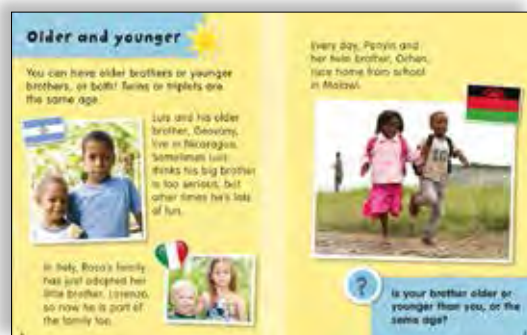 Older and younger
You can have older brothers or younger
brothers, or both! Twins or triplets are
the same age.
Luis and his older
brother, Geovany,
live in Nicaragua.
Sometimes Luis
thinks his big brother
is too serious, but
other times he's lots
of fun.
In Italy, Rosa's family
has just adopted her
little brother, Lorenzo,
so now he is part of
the family too.
Every day, Panyin and
her twin brother,
race home from school
in Malawi.
?
Is your brother older or
younger than you, or the
same age?